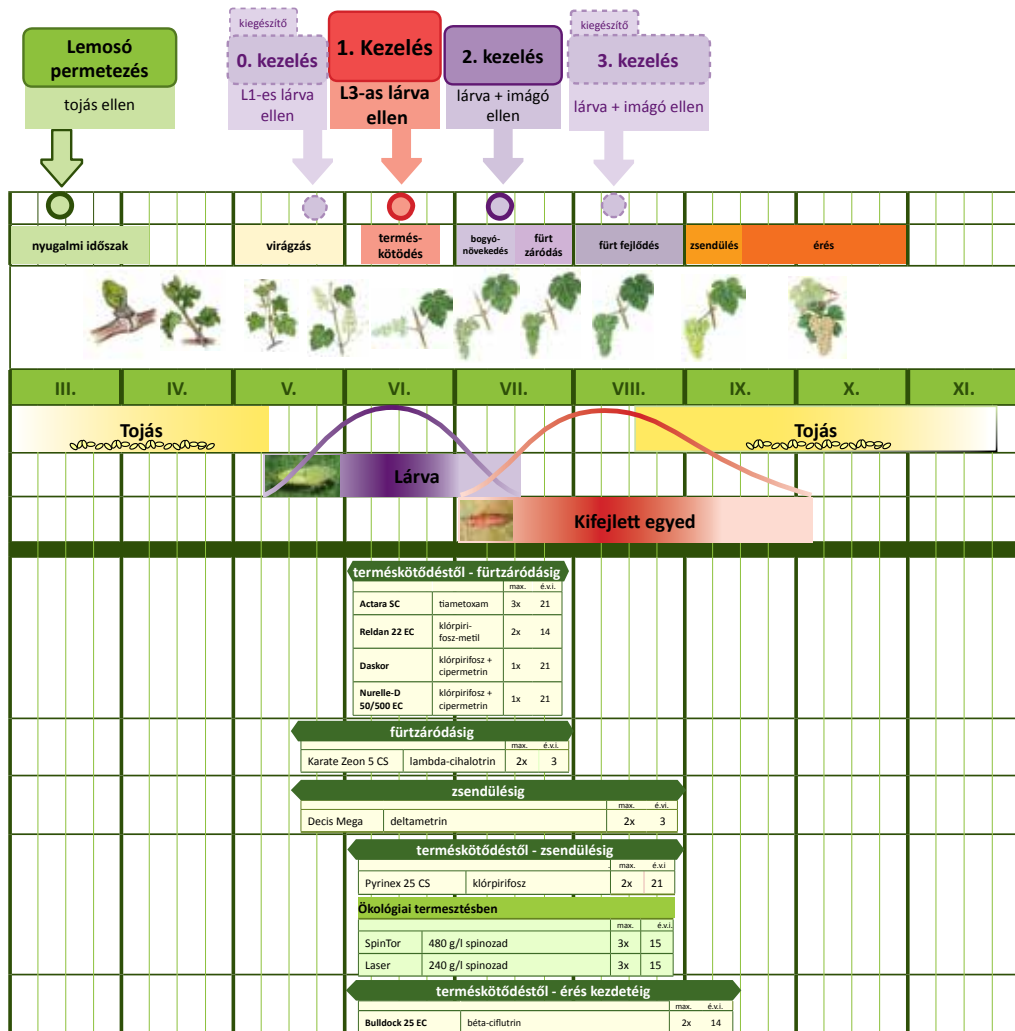 kiegészítő
kiegészítő
Lemosó
permetezés
tojás ellen
0. kezelés
L1-es lárva
ellen
1. Kezelés
L3-as lárva
ellen
2. kezelés
lárva + imágó
ellen
3. kezelés
lárva + imágó ellen
nyugalmi időszak
virágzás
termés-
kötödés
bogyó-
növekedés
fürt
záródás
fürt fejlődés
zsendülés
érés
III.
IV.
V.
VI.
VII.
VIII.
IX.
X.
XI.
Tojás
Tojás
Lárva
Kifejlett egyed
terméskötődéstől - fürtzáródásig
max. é.v.i.
Actara SC tiametoxam 3x 21
Reldan 22 EC klórpiri-
fosz-metil 2x 14
Daskor klórpirifosz +
cipermetrin 1x 21
Nurelle-D
50/500 EC klórpirifosz +
cipermetrin 1x 21
fürtzáródásig
max. é.v.i.
Karate Zeon 5 CS lambda-cihalotrin 2x 3
zsendülésig
max. é.vi.
Decis Mega deltametrin 2x 3
terméskötődéstől - zsendülésig
. max. é.v.i
Pyrinex 25 CS klórpirifosz 2x 21
Ökológiai termesztésben
max. é.v.i.
SpinTor 480 g/l spinozad 3x 15
Laser 240 g/l spinozad 3x 15
terméskötődéstől - érés kezdetéig
max. é.v.i.
Bulldock 25 EC béta-ciflutrin 2x 14